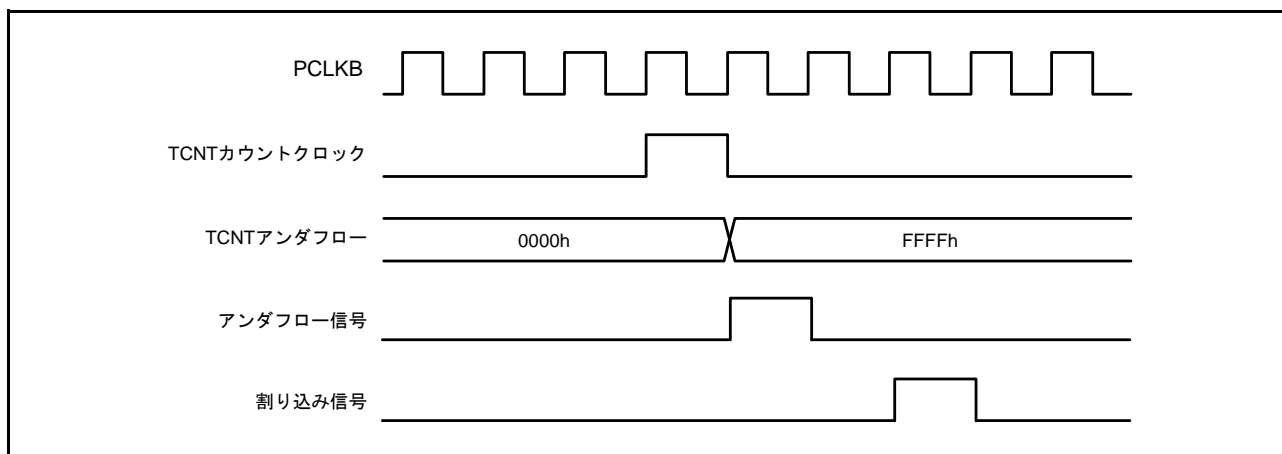 PCLKB
TCNTカウントクロック
TCNTアンダフロー
0000h
FFFFh
アンダフロー信号
割り込み信号